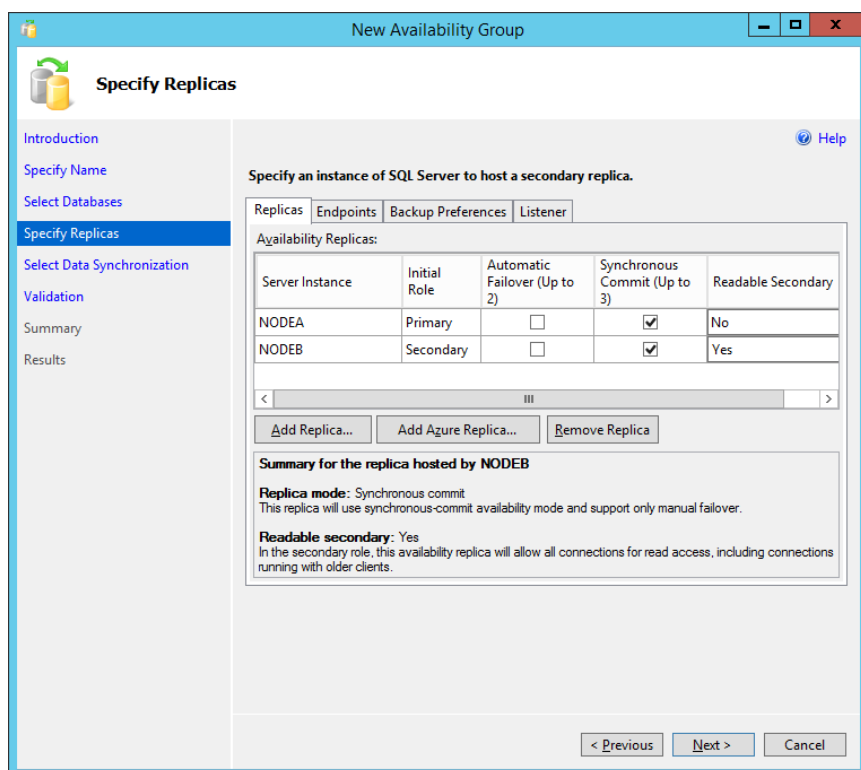 New Availability Group
Specify Replicas
Introduction
Specify Name
Select Databases
Specify Replicas
Select Data Synchronization
Validation
Summary
Results
Help
Specify an instance of SQL Server to host a secondary replica.
Replicas Endpoints Backup Preferences Listener
Availability Replicas:
Server Instance Initial Role Automatic Failover (Up to 2) Synchronous Commit (Up to 3) Readable Secondary
NODEA Primary No
NODEB Secondary Yes
Add Replica... Add Azure Replica... Remove Replica
Summary for the replica hosted by NODEB
Replica mode: Synchronous commit
This replica will use synchronous-commit availability mode and support only manual failover.
Readable secondary: Yes
In the secondary role, this availability replica will allow all connections for read access, including connections
running with older clients.
< Previous Next > Cancel